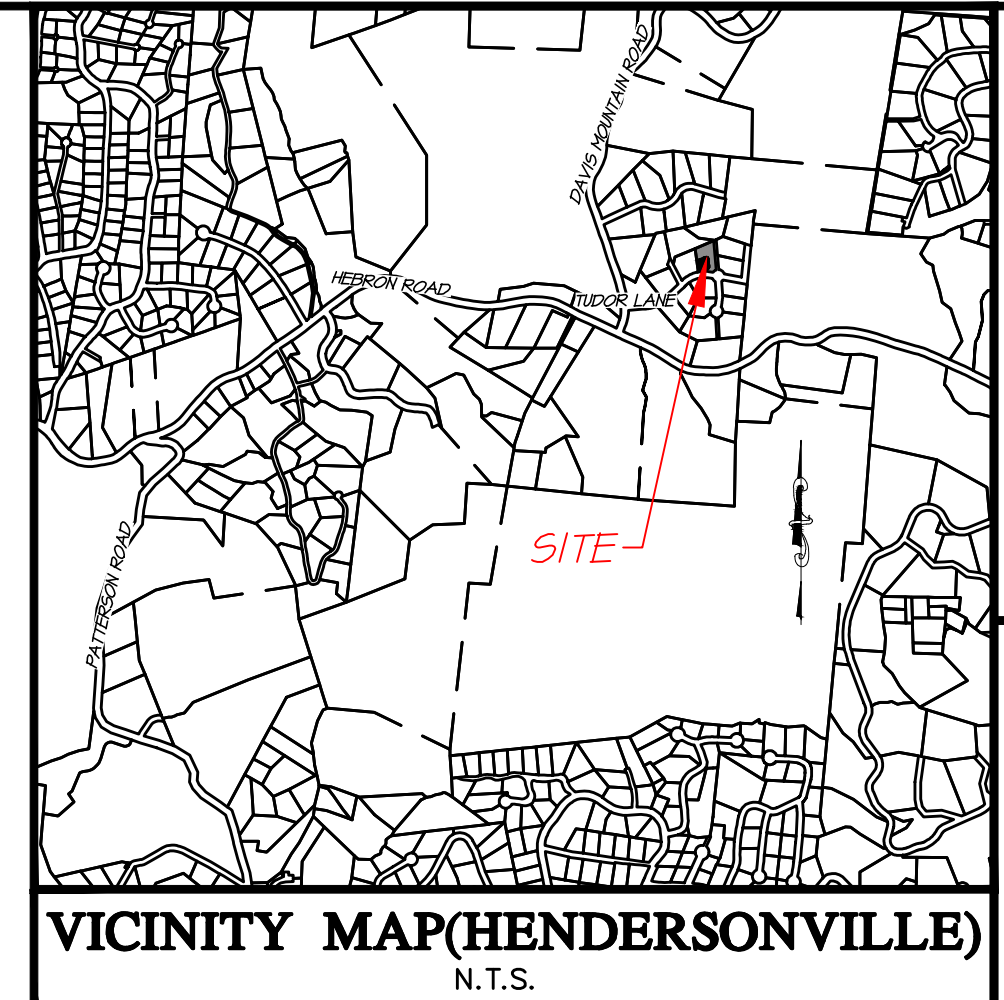 DAVIS MOUNTAIN ROAD
HEBRON ROAD
TUDOR LANE
SITE
PATTERSON ROAD
VICINITY MAP(HENDERSONVILLE)
N.T.S.